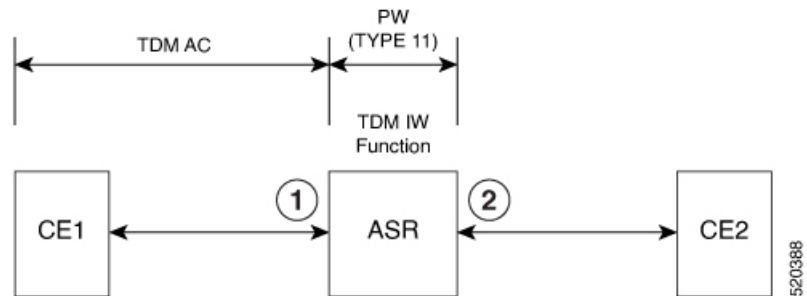 PW
(TYPE 11)
TDM AC
TDM IW
Function
CE1
1
ASR
2
CE2
520388